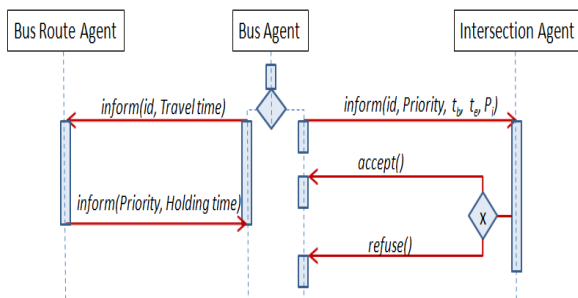 Bus Route Agent
Bus Agent
Intersection Agent
inform(id, Travel time)
inform(id, Priority, tb, te, Pi)
accept()
inform(Priority, Holding time)
x
refuse()